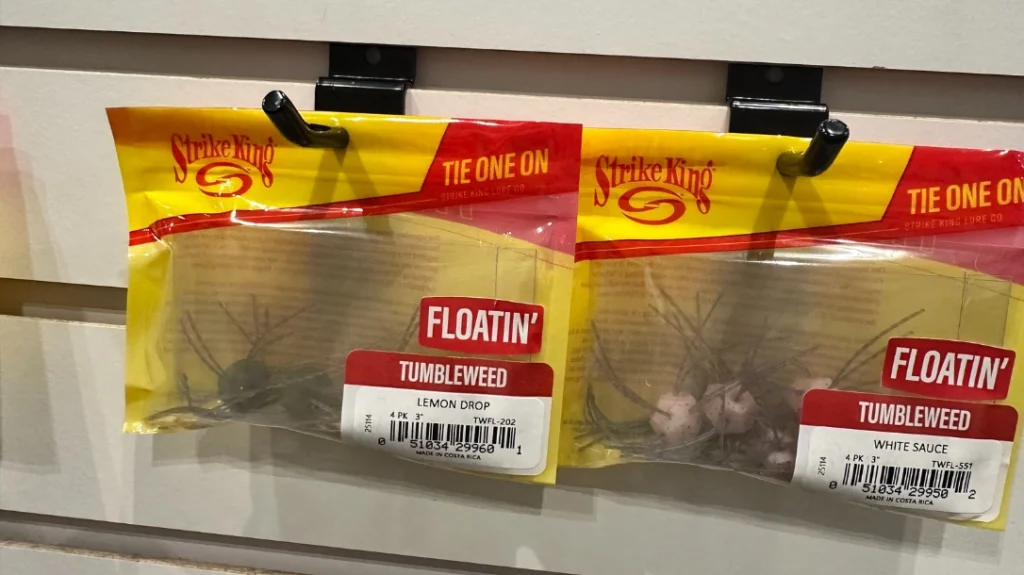 Strike King
TIE ONE ON
STRIKE KING LURE CO
FLOATIN'
TUMBLEWEED
LEMON DROP
4 PK 3" TWFL-202
25114
0 51034 29960 1
MADE IN COSTA RICA
Strike King
TIE ONE ON
STRIKE KING LURE CO
FLOATIN'
TUMBLEWEED
WHITE SAUCE
4 PK 3" TWFL-551
25114
0 51034 29950 2
MADE IN COSTA RICA